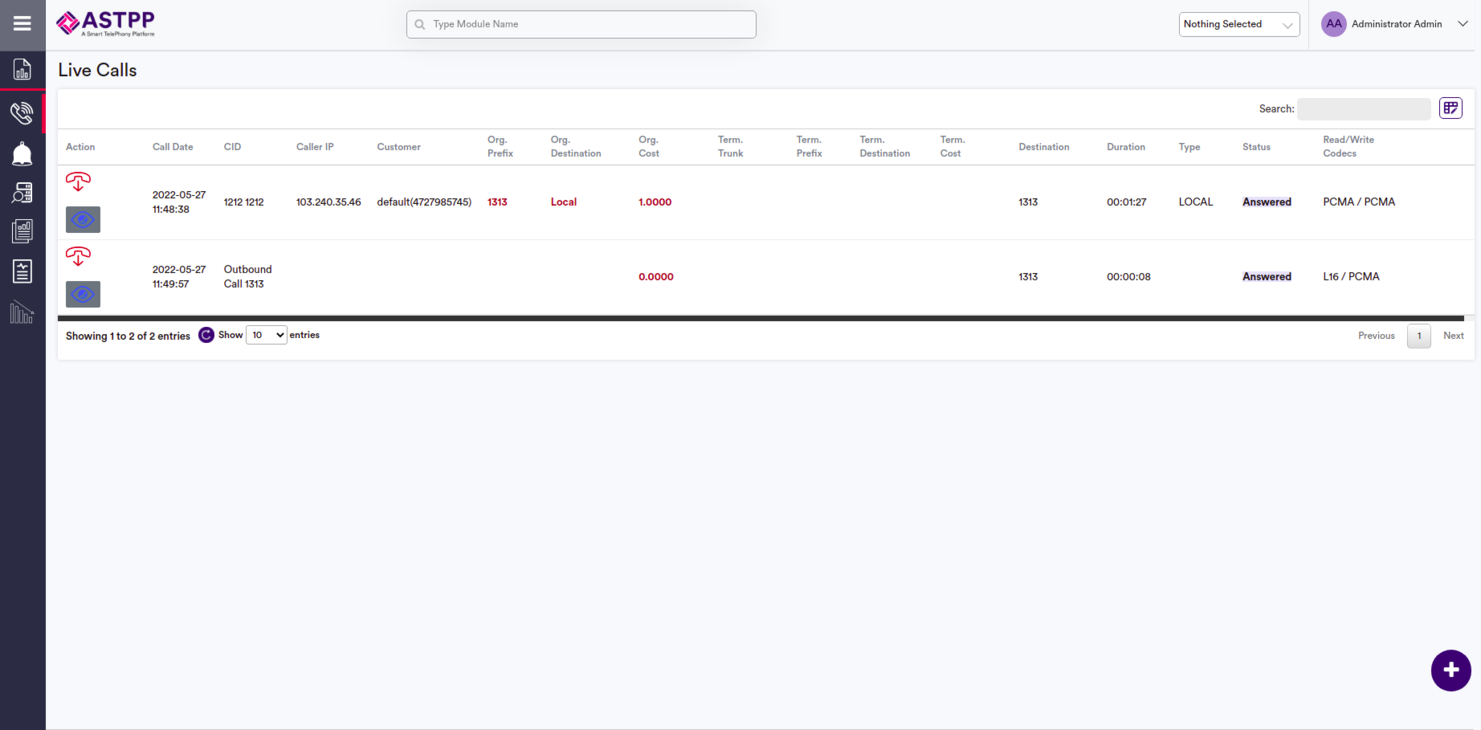 ASTPP
A Smart TelePhony Platform
Type Module Name
Nothing Selected
AA Administrator Admin
Live Calls
Search:
Action Call Date CID Caller IP Customer Org. Prefix Org. Destination Org. Cost Term. Trunk Term. Prefix Term. Destination Term. Cost Destination Duration Type Status Read/Write Codecs
2022-05-27 11:48:38 1212 1212 103.240.35.46 default(4727985745) 1313 Local 1.0000 1313 00:01:27 LOCAL Answered PCMA / PCMA
2022-05-27 11:49:57 Outbound Call 1313 0.0000 1313 00:00:08 Answered L16 / PCMA
Showing 1 to 2 of 2 entries Show 10 entries Previous 1 Next